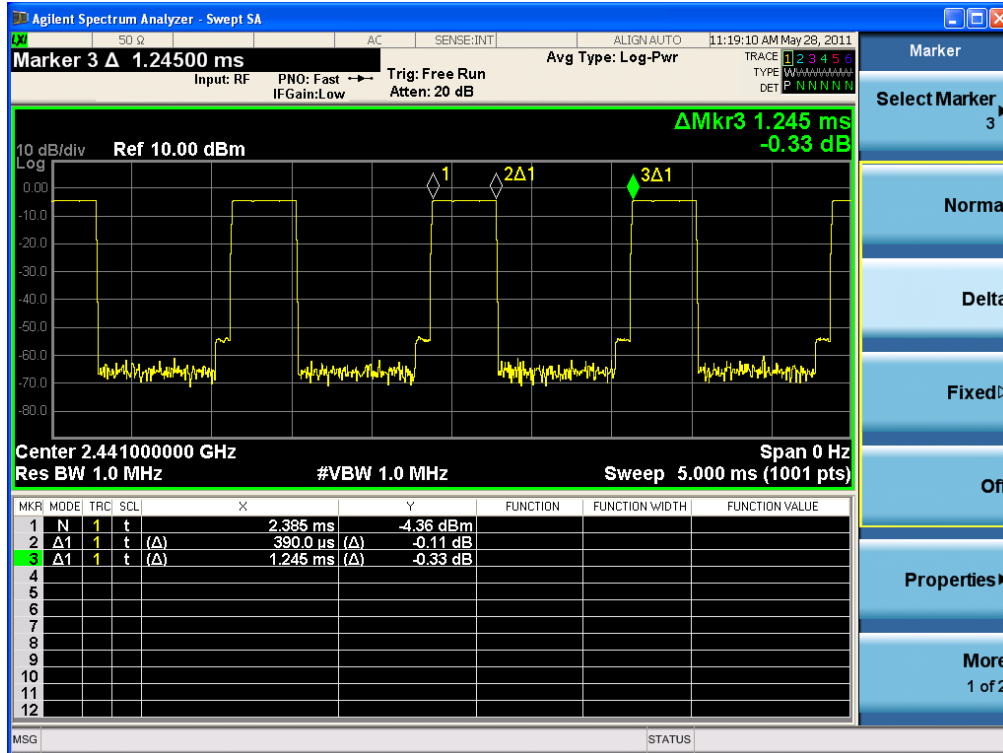 Agilent Spectrum Analyzer - Swept SA
LXI 50 Ω AC SENSE:INT ALIGN AUTO 11:19:10 AM May 28, 2011
Marker 3 Δ 1.24500 ms
Input: RF PNO: Fast IFGain:Low
Trig: Free Run
Atten: 20 dB
Avg Type: Log-Pwr
TRACE 1 2 3 4 5 6
TYPE W
DET P N N N N N
ΔMkr3 1.245 ms
-0.33 dB
10 dB/div Ref 10.00 dBm
Log
1
2Δ1
3Δ1
0.00
-10.0
-20.0
-30.0
-40.0
-50.0
-60.0
-70.0
-80.0
Center 2.441000000 GHz Span 0 Hz
Res BW 1.0 MHz #VBW 1.0 MHz Sweep 5.000 ms (1001 pts)
MKR MODE TRC SCL X Y FUNCTION FUNCTION WIDTH FUNCTION VALUE
1 N 1 t 2.385 ms -4.36 dBm
2 Δ1 1 t (Δ) 390.0 µs (Δ) -0.11 dB
3 Δ1 1 t (Δ) 1.245 ms (Δ) -0.33 dB
4
5
6
7
8
9
10
11
12
MSG STATUS
Marker
Select Marker
3
Norma
Delta
Fixed
Of
Properties
More
1 of 2